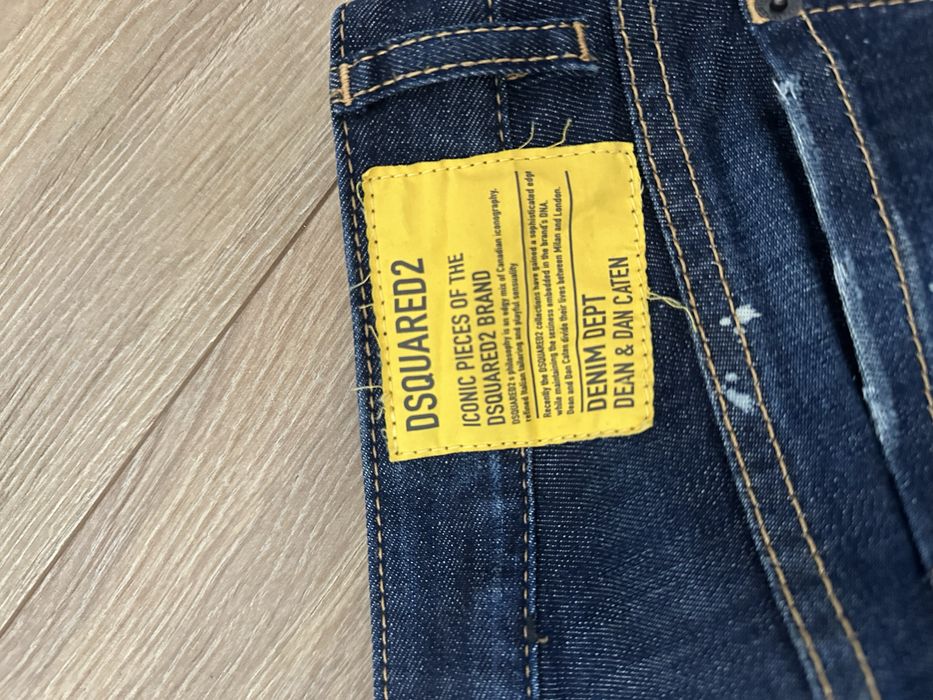 DSQUARED2
ICONIC PIECES OF THE
DSQUARED2 BRAND
DSQUARED2's philosophy is an edgy mix of Canadian iconography,
refined Italian tailoring and playful sensuality
Recently the DSQUARED2 collections have gained a sophisticated edge
while maintaining the sexiness embedded in the brand's DNA.
Dean and Dan Caten divide their lives between Milan and London.
DENIM DEPT
DEAN & DAN CATEN